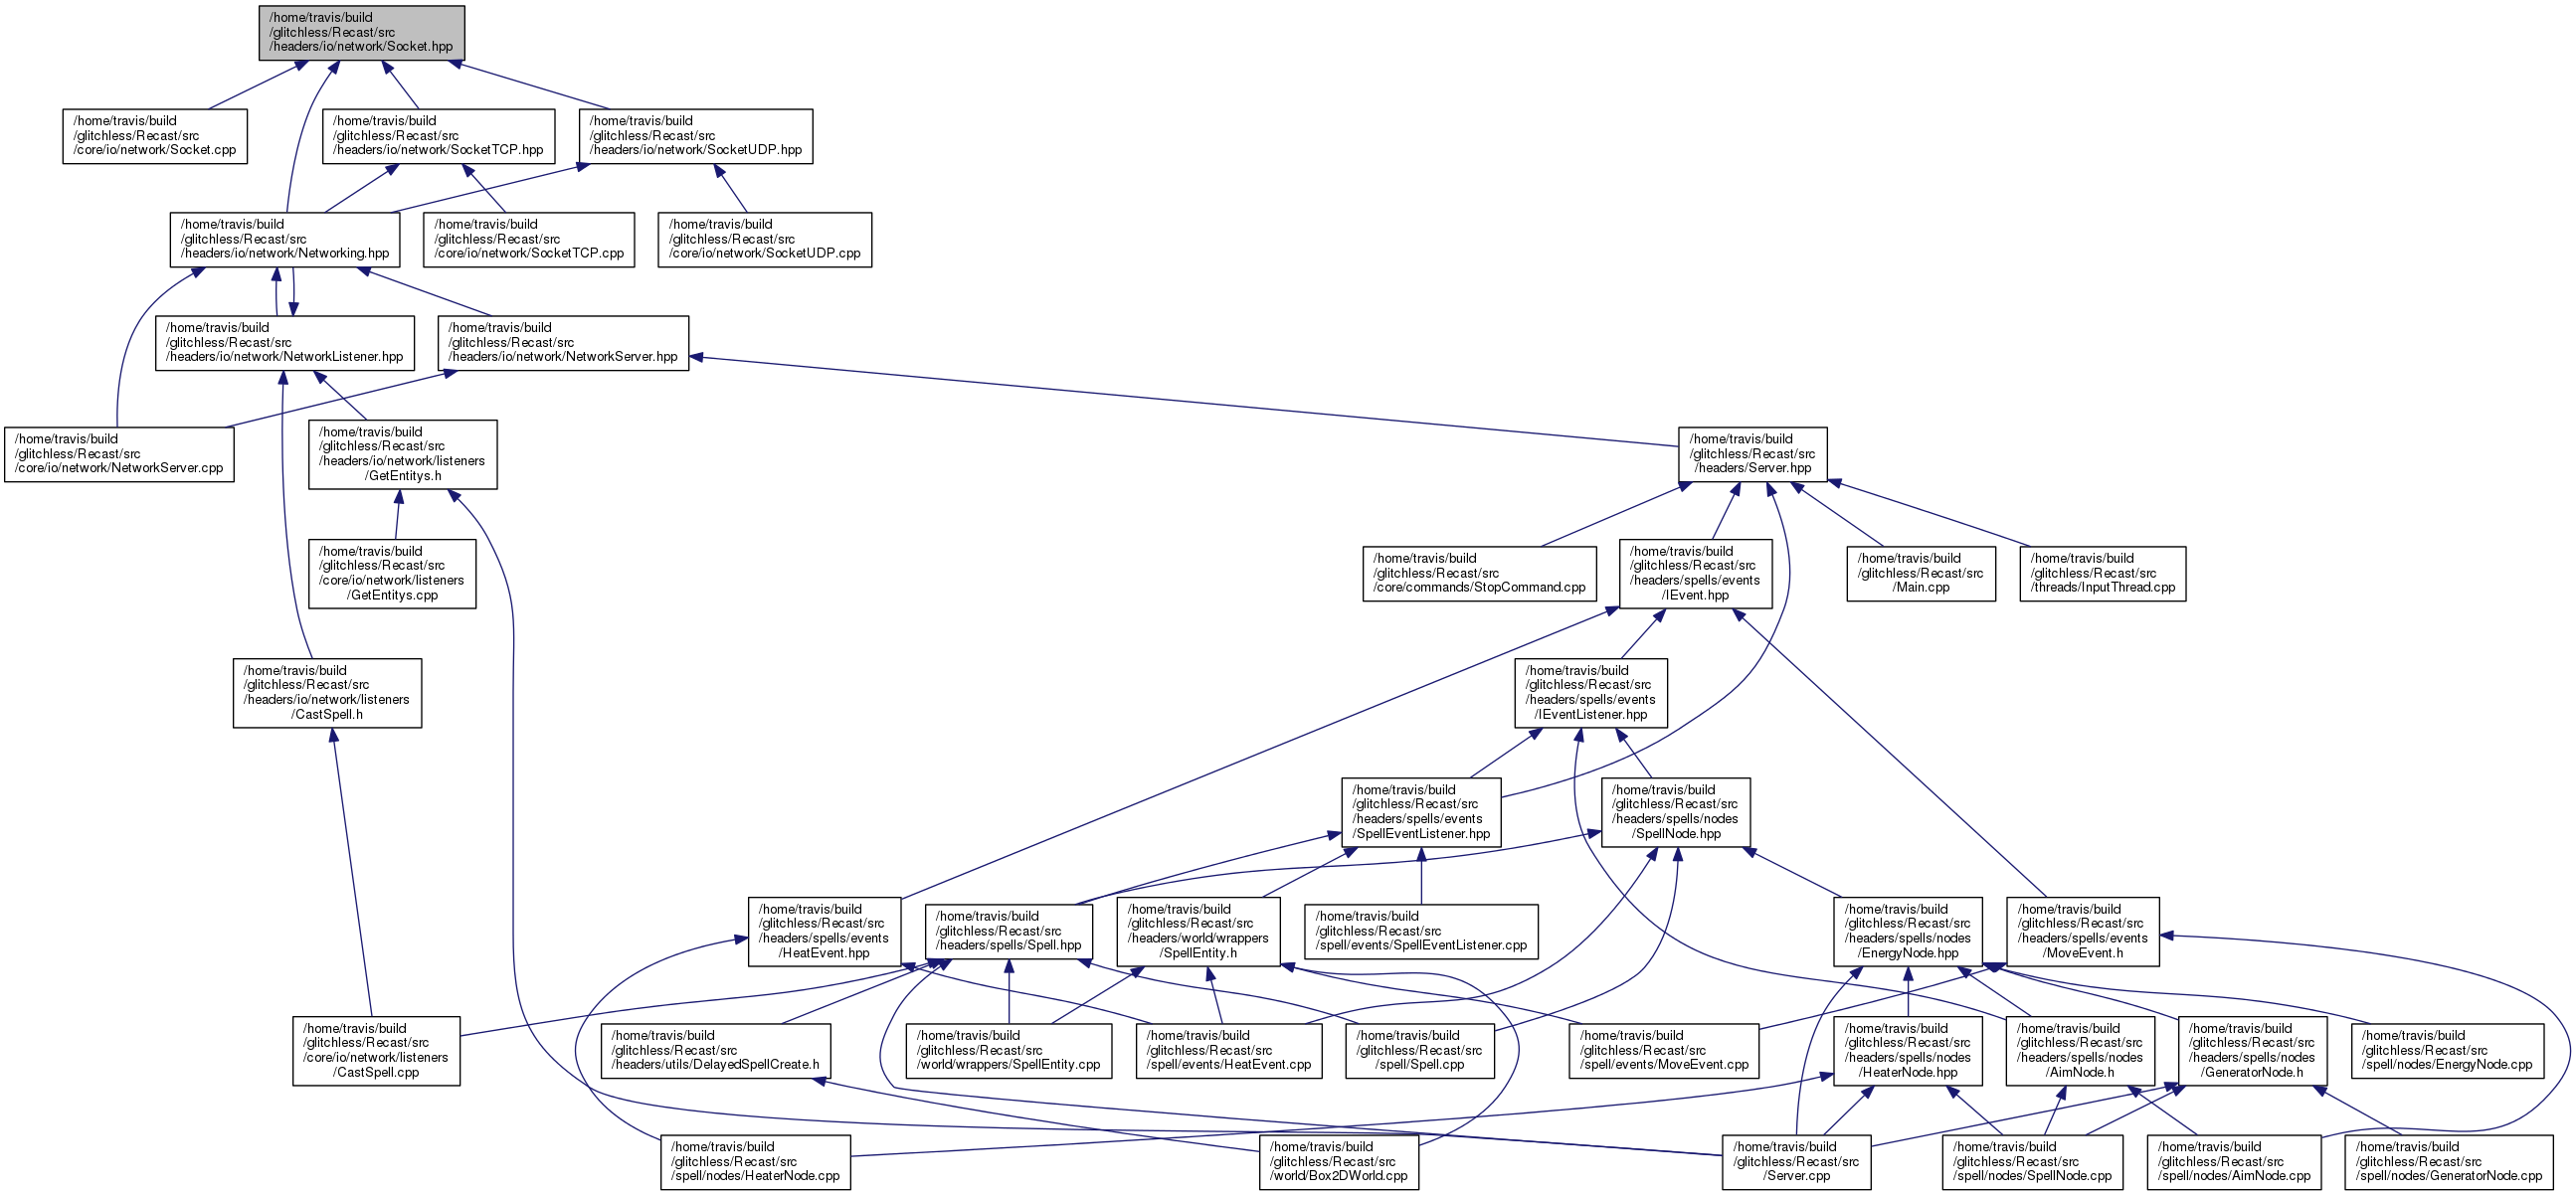 /home/travis/build
/glitchless/Recast/src
/headers/io/network/Socket.hpp
/home/travis/build
/glitchless/Recast/src
/core/io/network/Socket.cpp
/home/travis/build
/glitchless/Recast/src
/headers/io/network/SocketTCP.hpp
/home/travis/build
/glitchless/Recast/src
/headers/io/network/SocketUDP.hpp
/home/travis/build
/glitchless/Recast/src
/headers/io/network/Networking.hpp
/home/travis/build
/glitchless/Recast/src
/core/io/network/SocketTCP.cpp
/home/travis/build
/glitchless/Recast/src
/core/io/network/SocketUDP.cpp
/home/travis/build
/glitchless/Recast/src
/headers/io/network/NetworkListener.hpp
/home/travis/build
/glitchless/Recast/src
/headers/io/network/NetworkServer.hpp
/home/travis/build
/glitchless/Recast/src
/core/io/network/NetworkServer.cpp
/home/travis/build
/glitchless/Recast/src
/headers/io/network/listeners
/GetEntitys.h
/home/travis/build
/glitchless/Recast/src
/headers/Server.hpp
/home/travis/build
/glitchless/Recast/src
/core/io/network/listeners
/GetEntitys.cpp
/home/travis/build
/glitchless/Recast/src
/core/commands/StopCommand.cpp
/home/travis/build
/glitchless/Recast/src
/headers/spells/events
/IEvent.hpp
/home/travis/build
/glitchless/Recast/src
/Main.cpp
/home/travis/build
/glitchless/Recast/src
/threads/InputThread.cpp
/home/travis/build
/glitchless/Recast/src
/headers/io/network/listeners
/CastSpell.h
/home/travis/build
/glitchless/Recast/src
/headers/spells/events
/IEventListener.hpp
/home/travis/build
/glitchless/Recast/src
/headers/spells/events
/SpellEventListener.hpp
/home/travis/build
/glitchless/Recast/src
/headers/spells/nodes
/SpellNode.hpp
/home/travis/build
/glitchless/Recast/src
/headers/spells/events
/HeatEvent.hpp
/home/travis/build
/glitchless/Recast/src
/headers/spells/Spell.hpp
/home/travis/build
/glitchless/Recast/src
/headers/world/wrappers
/SpellEntity.h
/home/travis/build
/glitchless/Recast/src
/spell/events/SpellEventListener.cpp
/home/travis/build
/glitchless/Recast/src
/headers/spells/nodes
/EnergyNode.hpp
/home/travis/build
/glitchless/Recast/src
/headers/spells/events
/MoveEvent.h
/home/travis/build
/glitchless/Recast/src
/core/io/network/listeners
/CastSpell.cpp
/home/travis/build
/glitchless/Recast/src
/headers/utils/DelayedSpellCreate.h
/home/travis/build
/glitchless/Recast/src
/world/wrappers/SpellEntity.cpp
/home/travis/build
/glitchless/Recast/src
/spell/events/HeatEvent.cpp
/home/travis/build
/glitchless/Recast/src
/spell/Spell.cpp
/home/travis/build
/glitchless/Recast/src
/spell/events/MoveEvent.cpp
/home/travis/build
/glitchless/Recast/src
/headers/spells/nodes
/HeaterNode.hpp
/home/travis/build
/glitchless/Recast/src
/headers/spells/nodes
/AimNode.h
/home/travis/build
/glitchless/Recast/src
/headers/spells/nodes
/GeneratorNode.h
/home/travis/build
/glitchless/Recast/src
/spell/nodes/EnergyNode.cpp
/home/travis/build
/glitchless/Recast/src
/spell/nodes/HeaterNode.cpp
/home/travis/build
/glitchless/Recast/src
/world/Box2DWorld.cpp
/home/travis/build
/glitchless/Recast/src
/Server.cpp
/home/travis/build
/glitchless/Recast/src
/spell/nodes/SpellNode.cpp
/home/travis/build
/glitchless/Recast/src
/spell/nodes/AimNode.cpp
/home/travis/build
/glitchless/Recast/src
/spell/nodes/GeneratorNode.cpp